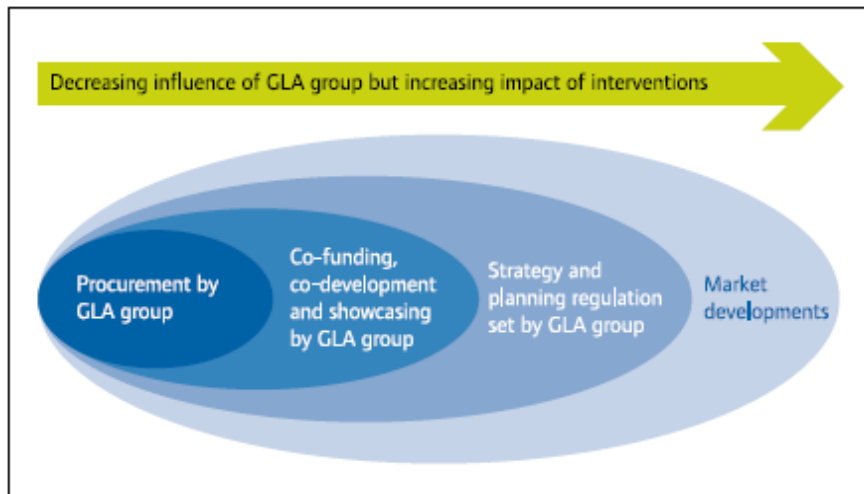 Decreasing influence of GLA group but increasing impact of interventions
Procurement by
GLA group
Co-funding,
co-development
and showcasing
by GLA group
Strategy and
planning regulation
set by GLA group
Market
developments